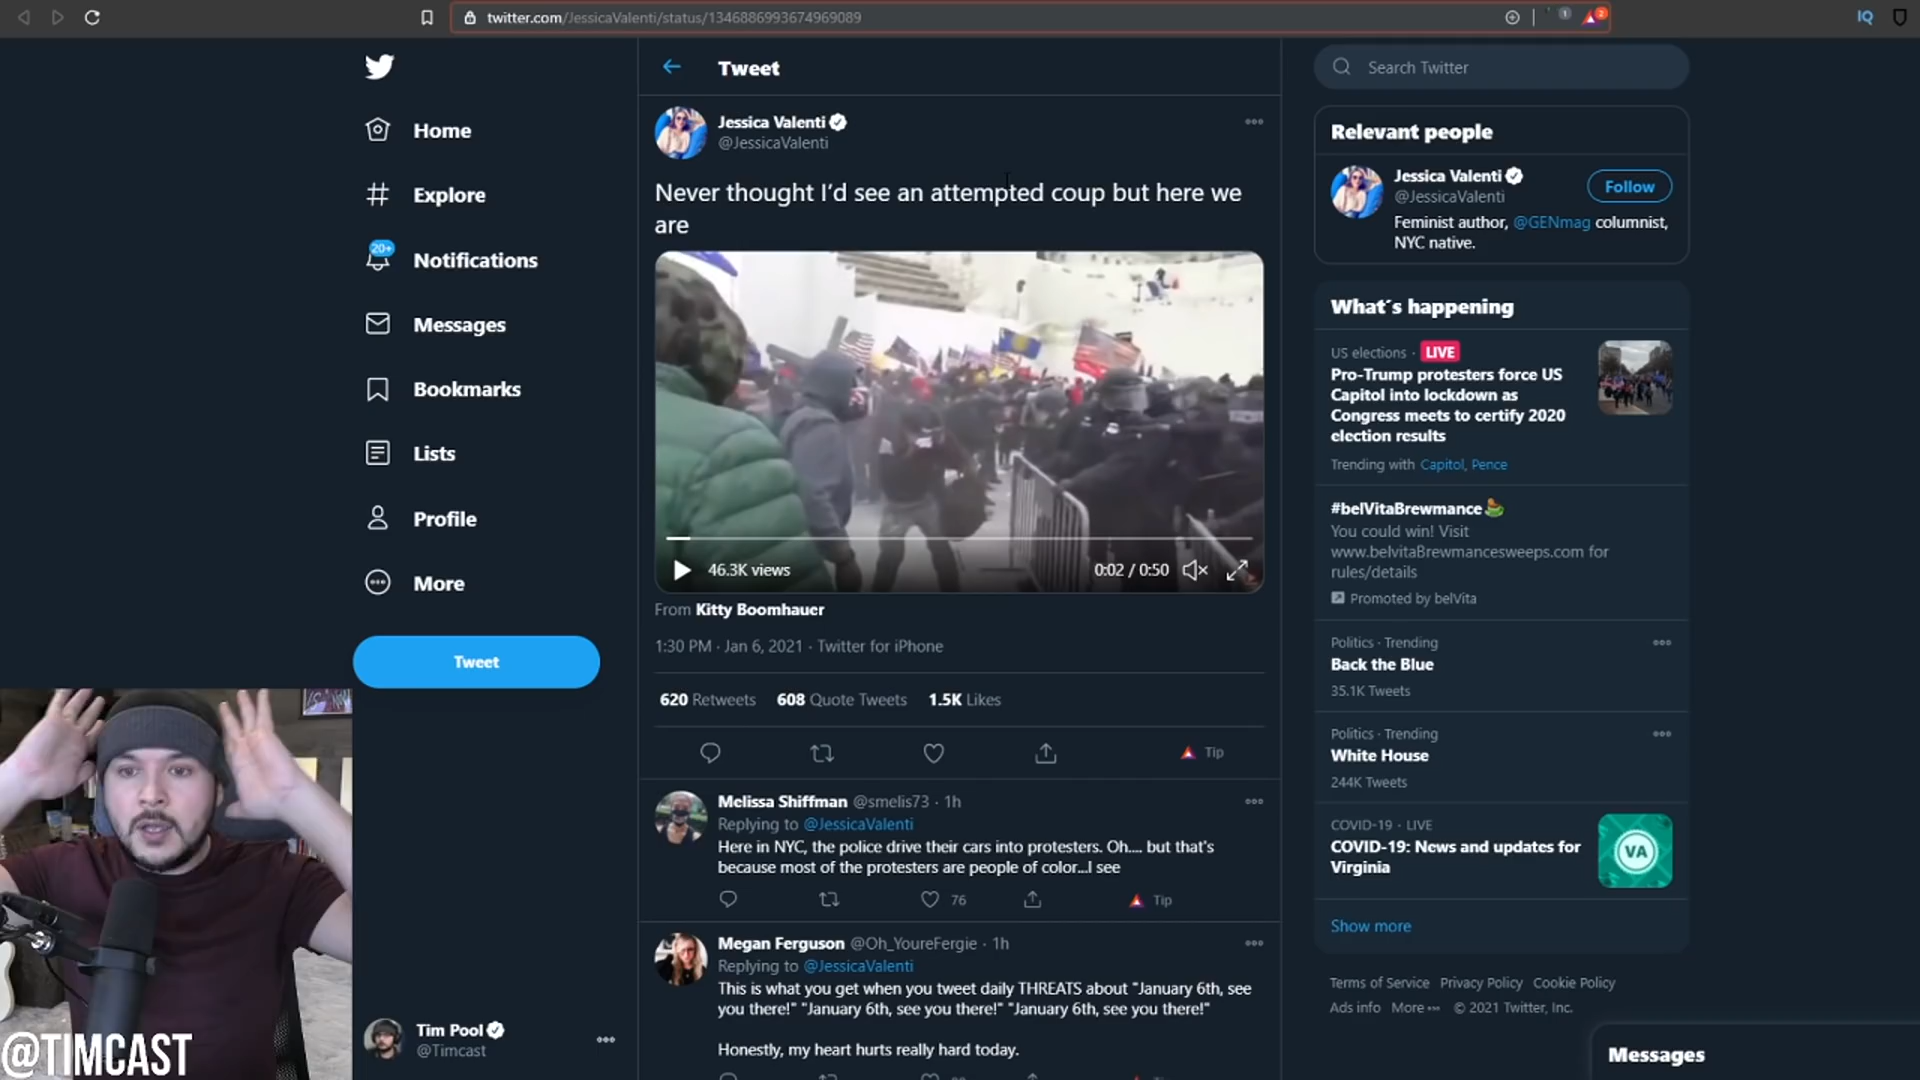 twitter.com/JessicaValenti/status/1346886993674969089
1
2
IQ
Home
Explore
20+
Notifications
Messages
Bookmarks
Lists
Profile
More
Tweet
Tim Pool
@Timcast
@TIMCAST
Tweet
Jessica Valenti
@JessicaValenti
Never thought I'd see an attempted coup but here we
are
46.3K views
0:02 / 0:50
From Kitty Boomhauer
1:30 PM · Jan 6, 2021 · Twitter for iPhone
620 Retweets 608 Quote Tweets 1.5K Likes
Tip
Melissa Shiffman @smelis73 · 1h
Replying to @JessicaValenti
Here in NYC, the police drive their cars into protesters. Oh.... but that's
because most of the protesters are people of color...I see
76
Tip
Megan Ferguson @Oh_YoureFergie · 1h
Replying to @JessicaValenti
This is what you get when you tweet daily THREATS about "January 6th, see
you there!" "January 6th, see you there!" "January 6th, see you there!"
Honestly, my heart hurts really hard today.
Search Twitter
Relevant people
Jessica Valenti
@JessicaValenti
Follow
Feminist author, @GENmag columnist,
NYC native.
What´s happening
US elections · LIVE
Pro-Trump protesters force US
Capitol into lockdown as
Congress meets to certify 2020
election results
Trending with Capitol, Pence
#belVitaBrewmance
You could win! Visit
www.belvitaBrewmancesweeps.com for
rules/details
Promoted by belVita
Politics · Trending
Back the Blue
35.1K Tweets
Politics · Trending
White House
244K Tweets
COVID-19 · LIVE
COVID-19: News and updates for
Virginia
VA
Show more
Terms of Service Privacy Policy Cookie Policy
Ads info More © 2021 Twitter, Inc.
Messages